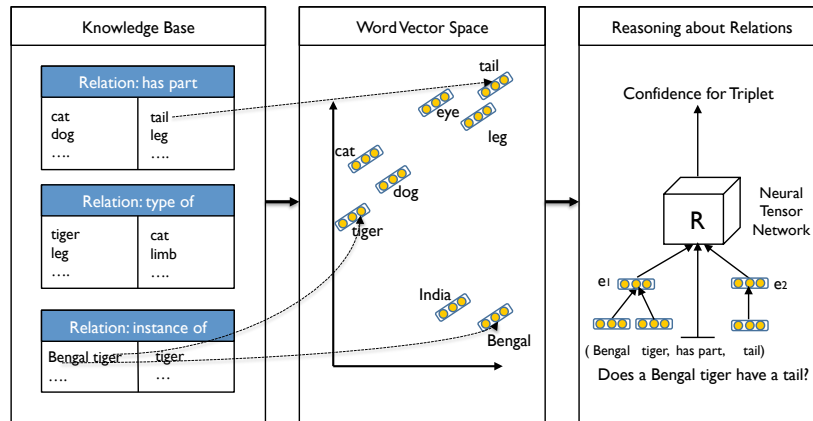 Knowledge Base
Relation: has part
cat tail
dog leg
.... ....
Relation: type of
tiger cat
leg limb
.... ....
Relation: instance of
Bengal tiger tiger
.... ...
Word Vector Space
tail
eye
leg
cat
dog
tiger
India
Bengal
Reasoning about Relations
Confidence for Triplet
R
Neural
Tensor
Network
e1 e2
( Bengal tiger, has part, tail)
Does a Bengal tiger have a tail?